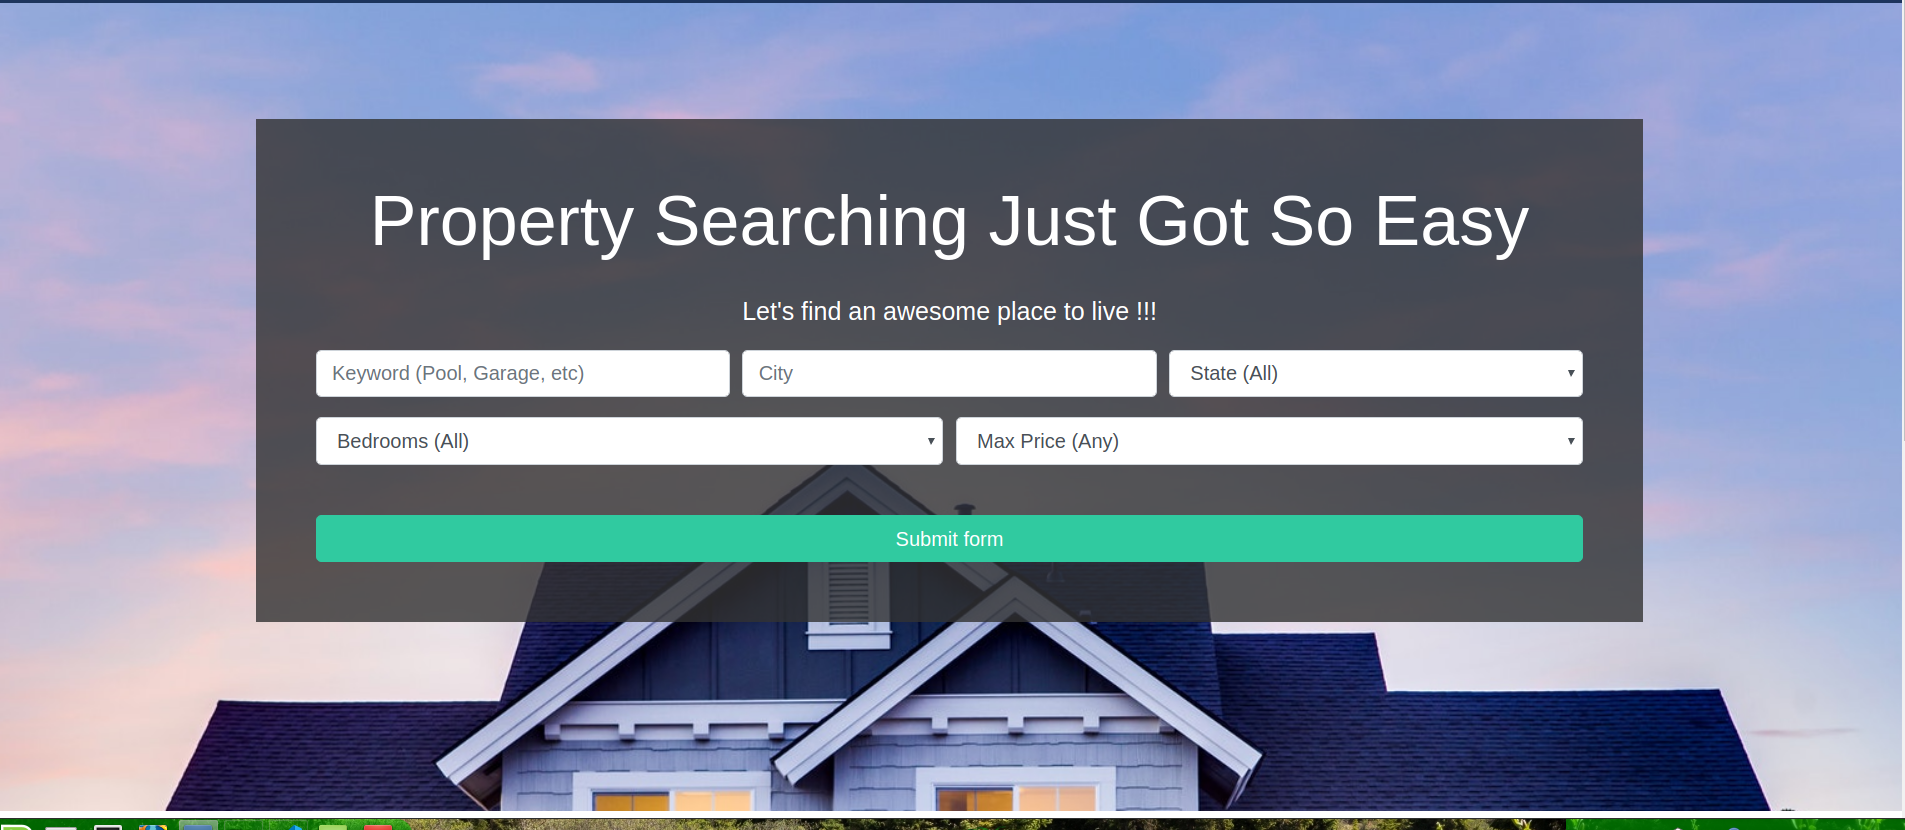 Property Searching Just Got So Easy
Let's find an awesome place to live !!!
Keyword (Pool, Garage, etc)
City
State (All)
Bedrooms (All)
Max Price (Any)
Submit form